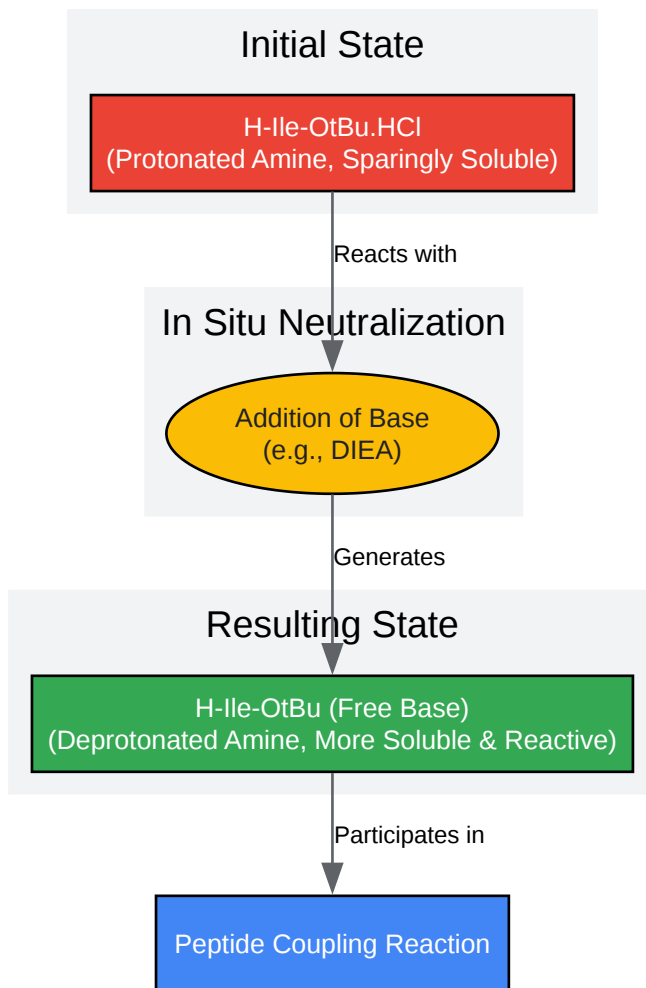 Initial State
H-Ile-OtBu.HCl
(Protonated Amine, Sparingly Soluble)
Reacts with
In Situ Neutralization
Addition of Base
(e.g., DIEA)
Generates
Resulting State
H-Ile-OtBu (Free Base)
(Deprotonated Amine, More Soluble & Reactive)
Participates in
Peptide Coupling Reaction